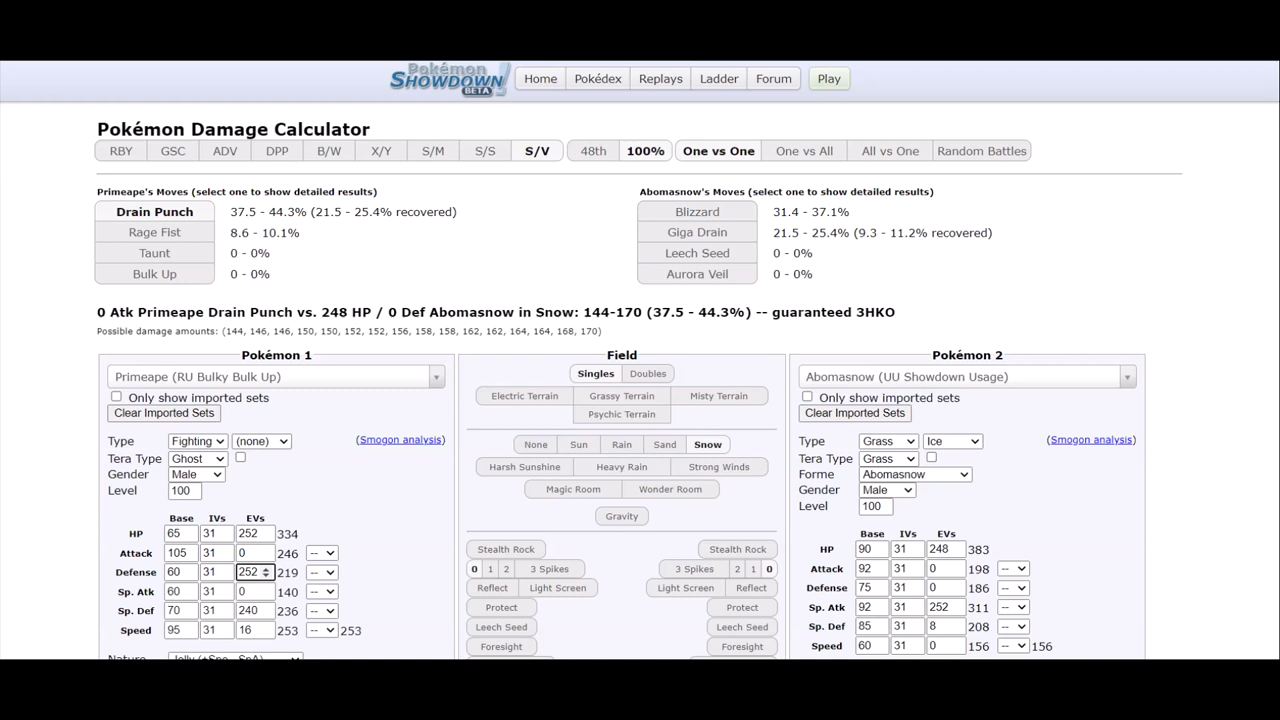 Pokémon SHOWDOWN! BETA Home Pokédex Replays Ladder Forum Play
Pokémon Damage Calculator
RBY GSC ADV DPP B/W X/Y S/M S/S S/V 48th 100% One vs One One vs All All vs One Random Battles
Primeape's Moves (select one to show detailed results)
Drain Punch 37.5 - 44.3% (21.5 - 25.4% recovered)
Rage Fist 8.6 - 10.1%
Taunt 0 - 0%
Bulk Up 0 - 0%
Abomasnow's Moves (select one to show detailed results)
Blizzard 31.4 - 37.1%
Giga Drain 21.5 - 25.4% (9.3 - 11.2% recovered)
Leech Seed 0 - 0%
Aurora Veil 0 - 0%
0 Atk Primeape Drain Punch vs. 248 HP / 0 Def Abomasnow in Snow: 144-170 (37.5 - 44.3%) -- guaranteed 3HKO
Possible damage amounts: (144, 146, 146, 150, 150, 152, 152, 156, 158, 158, 162, 162, 164, 164, 168, 170)
Pokémon 1
Primeape (RU Bulky Bulk Up)
Only show imported sets
Clear Imported Sets
Type Fighting (none) (Smogon analysis)
Tera Type Ghost
Gender Male
Level 100
Base IVs EVs
HP 65 31 252 334
Attack 105 31 0 246 --
Defense 60 31 252 219 --
Sp. Atk 60 31 0 140 --
Sp. Def 70 31 240 236 --
Speed 95 31 16 253 -- 253
Nature Jolly (+Spe, -SpA)
Field
Singles Doubles
Electric Terrain Grassy Terrain Misty Terrain
Psychic Terrain
None Sun Rain Sand Snow
Harsh Sunshine Heavy Rain Strong Winds
Magic Room Wonder Room
Gravity
Stealth Rock Stealth Rock
0 1 2 3 Spikes 3 Spikes 2 1 0
Reflect Light Screen Light Screen Reflect
Protect Protect
Leech Seed Leech Seed
Foresight Foresight
Pokémon 2
Abomasnow (UU Showdown Usage)
Only show imported sets
Clear Imported Sets
Type Grass Ice (Smogon analysis)
Tera Type Grass
Forme Abomasnow
Gender Male
Level 100
Base IVs EVs
HP 90 31 248 383
Attack 92 31 0 198 --
Defense 75 31 0 186 --
Sp. Atk 92 31 252 311 --
Sp. Def 85 31 8 208 --
Speed 60 31 0 156 -- 156